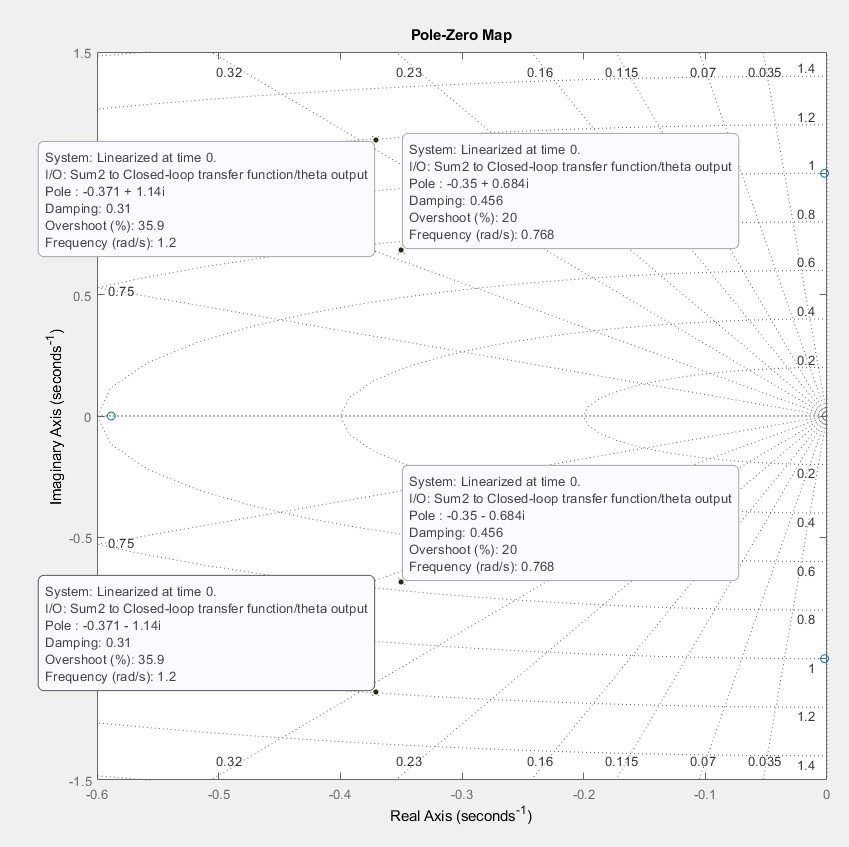 Pole-Zero Map
1.5
0.32
0.23
0.16
0.115
0.07
0.035
1.4
1.2
System: Linearized at time 0.
I/O: Sum2 to Closed-loop transfer function/theta output
Pole : -0.371 + 1.14i
Damping: 0.31
Overshoot (%): 35.9
Frequency (rad/s): 1.2
System: Linearized at time 0.
I/O: Sum2 to Closed-loop transfer function/theta output
Pole : -0.35 + 0.684i
Damping: 0.456
Overshoot (%): 20
Frequency (rad/s): 0.768
1
0.8
0.6
0.5
0.75
0.4
0.2
0
Imaginary Axis (seconds-1)
0.2
System: Linearized at time 0.
I/O: Sum2 to Closed-loop transfer function/theta output
Pole : -0.35 - 0.684i
Damping: 0.456
Overshoot (%): 20
Frequency (rad/s): 0.768
0.4
-0.5
0.75
0.6
System: Linearized at time 0.
I/O: Sum2 to Closed-loop transfer function/theta output
Pole : -0.371 - 1.14i
Damping: 0.31
Overshoot (%): 35.9
Frequency (rad/s): 1.2
0.8
1
1.2
0.32
0.23
0.16
0.115
0.07
0.035
1.4
-1.5
-0.6
-0.5
-0.4
-0.3
-0.2
-0.1
0
Real Axis (seconds-1)